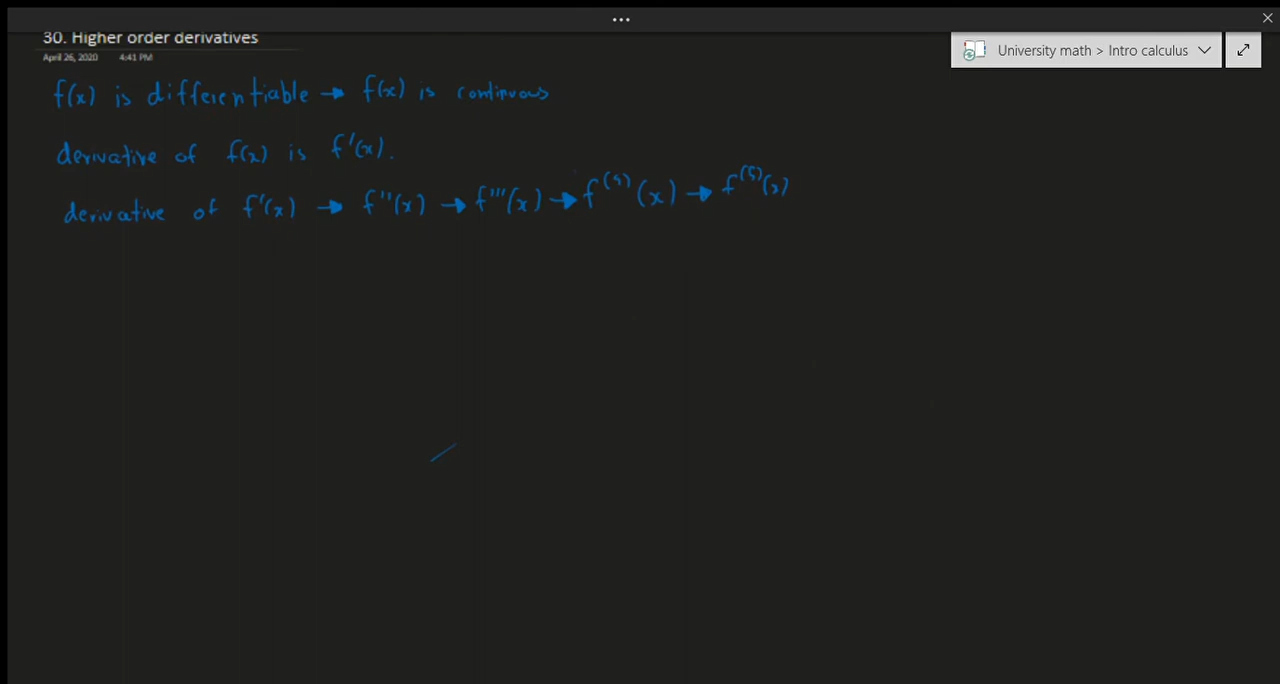 30. Higher order derivatives
April 26, 2020 4:41 PM
University math > Intro calculus
f(x) is differentiable → f(x) is continuous
derivative of f(x) is f'(x).
derivative of f'(x) → f''(x) → f'''(x) → f⁽⁴⁾(x) → f⁽⁵⁾(x)